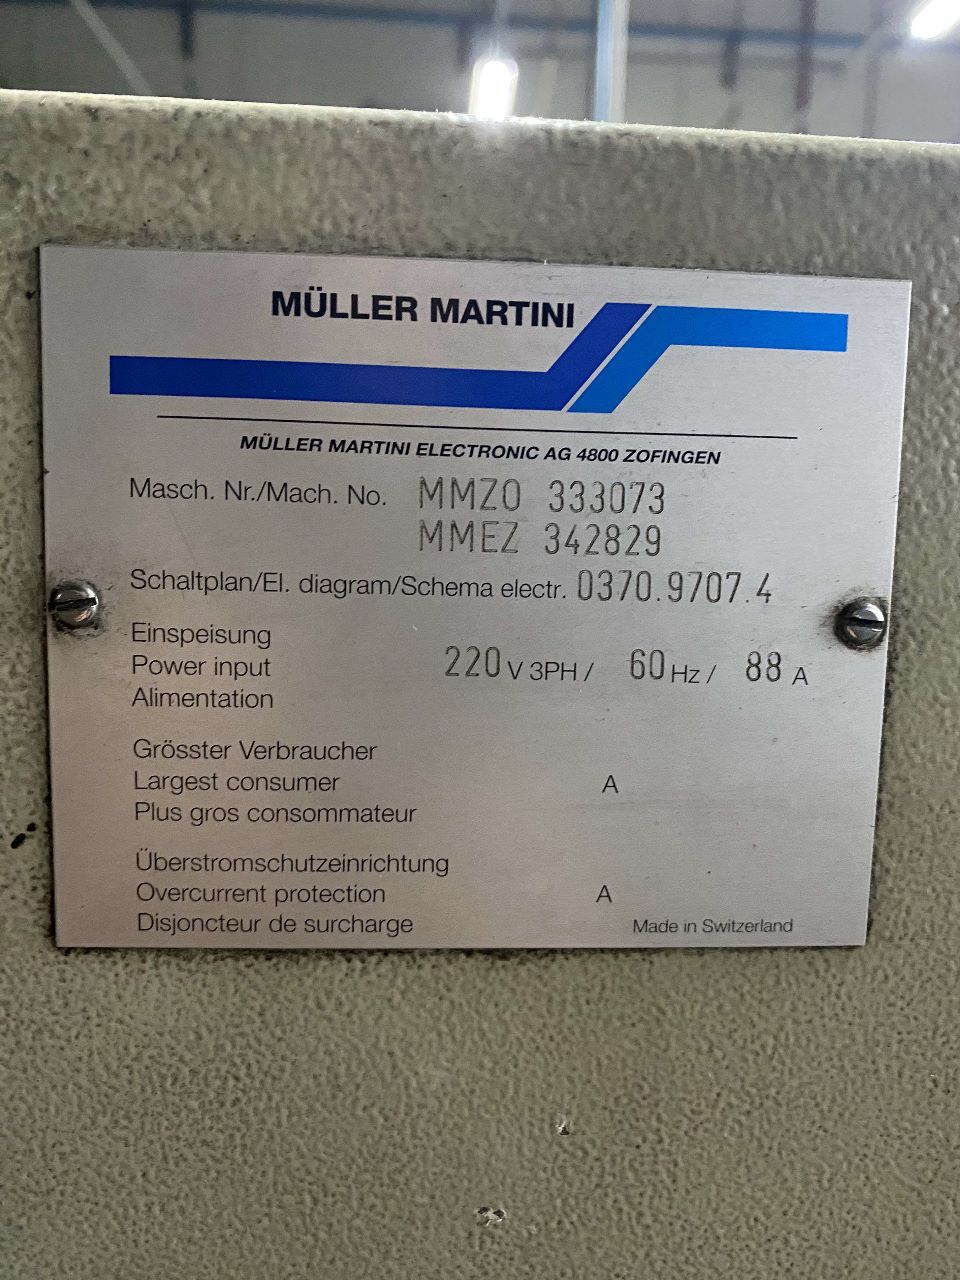 MÜLLER MARTINI
MÜLLER MARTINI ELECTRONIC AG 4800 ZOFINGEN
Masch. Nr./Mach. No. MMZO 333073
MMEZ 342829
Schaltplan/El. diagram/Schema electr. 0370.9707.4
Einspeisung
Power input 220 V 3PH / 60 Hz / 88 A
Alimentation
Grösster Verbraucher
Largest consumer A
Plus gros consommateur
Überstromschutzeinrichtung
Overcurrent protection A
Disjoncteur de surcharge Made in Switzerland